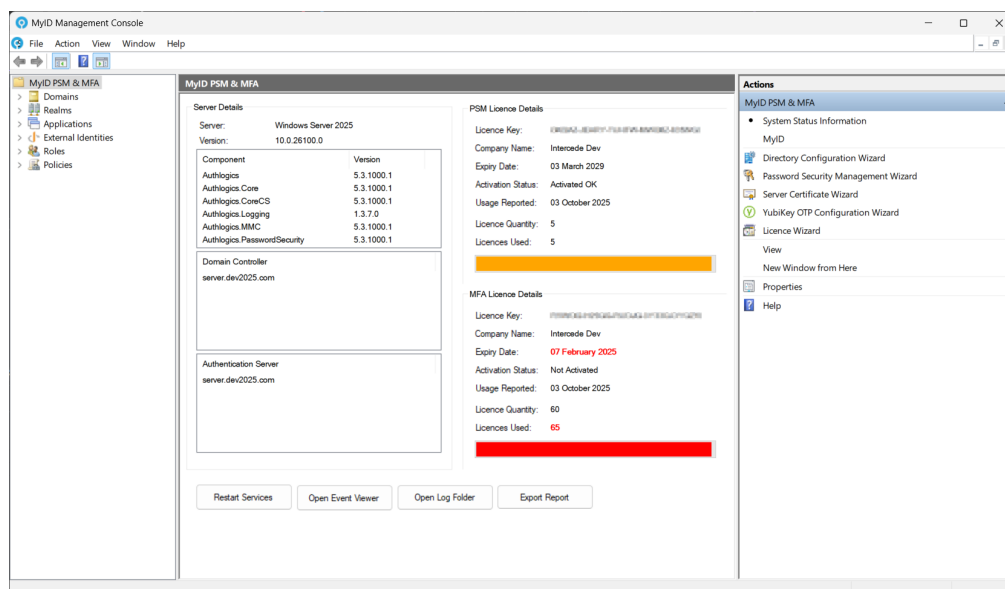 MyID Management Console
File Action View Window Help
MyID PSM & MFA
Domains
Realms
Applications
External Identities
Roles
Policies
MyID PSM & MFA
Server Details
Server: Windows Server 2025
Version: 10.0.26100.0
Component Version
Authlogics 5.3.1000.1
Authlogics.Core 5.3.1000.1
Authlogics.CoreCS 5.3.1000.1
Authlogics.Logging 1.3.7.0
Authlogics.MMC 5.3.1000.1
Authlogics.PasswordSecurity 5.3.1000.1
Domain Controller
server.dev2025.com
Authentication Server
server.dev2025.com
PSM Licence Details
Licence Key:
Company Name: Intercede Dev
Expiry Date: 03 March 2029
Activation Status: Activated OK
Usage Reported: 03 October 2025
Licence Quantity: 5
Licences Used: 5
MFA Licence Details
Licence Key:
Company Name: Intercede Dev
Expiry Date: 07 February 2025
Activation Status: Not Activated
Usage Reported: 03 October 2025
Licence Quantity: 60
Licences Used: 65
Restart Services Open Event Viewer Open Log Folder Export Report
Actions
MyID PSM & MFA
System Status Information
MyID
Directory Configuration Wizard
Password Security Management Wizard
Server Certificate Wizard
YubiKey OTP Configuration Wizard
Licence Wizard
View
New Window from Here
Properties
Help